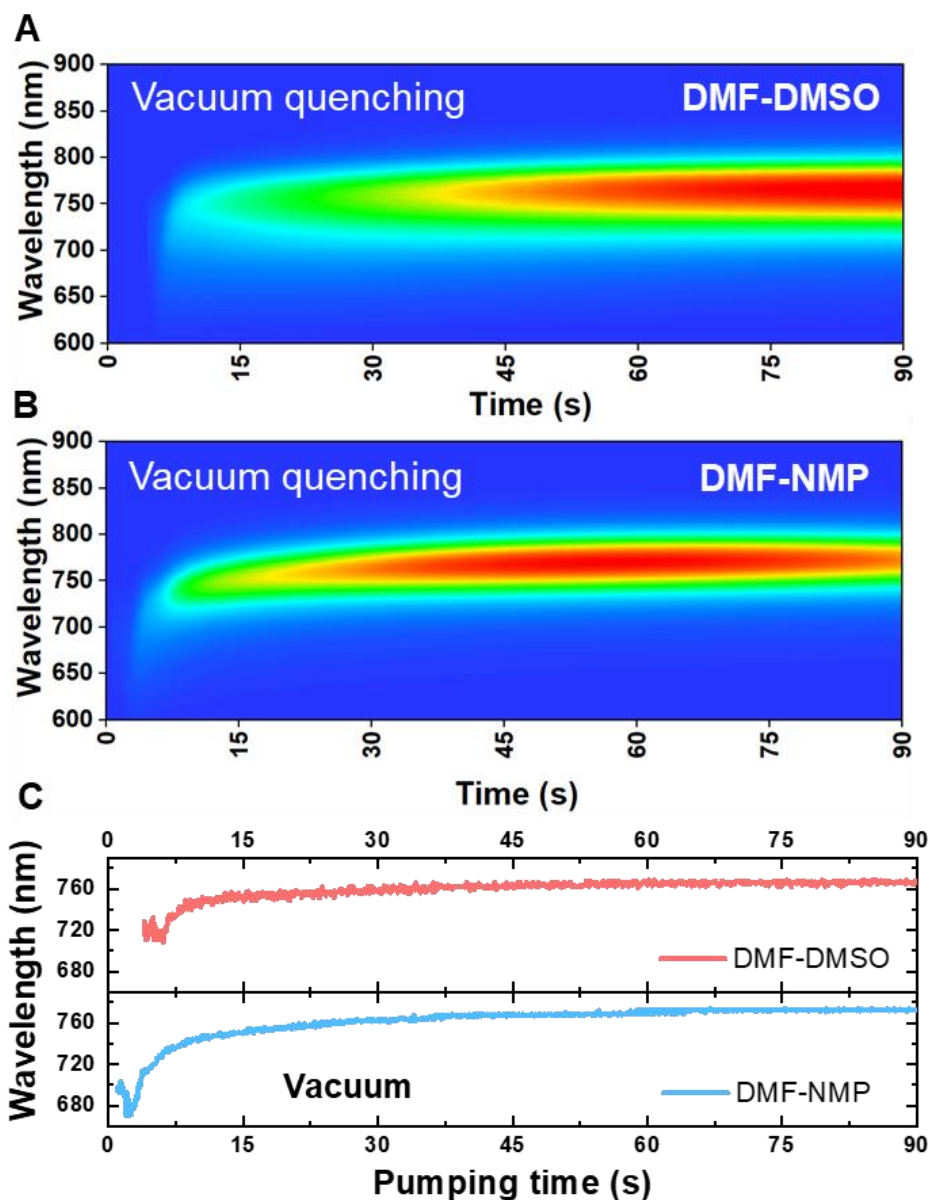 A
Wavelength (nm)
900
850
800
750
700
650
600
Vacuum quenching DMF-DMSO
0 15 30 45 60 75 90
Time (s)
B
Wavelength (nm)
900
850
800
750
700
650
600
Vacuum quenching DMF-NMP
0 15 30 45 60 75 90
Time (s)
C
0 15 30 45 60 75 90
Wavelength (nm)
760
720
680
DMF-DMSO
760
720
680
Vacuum
DMF-NMP
0 15 30 45 60 75 90
Pumping time (s)